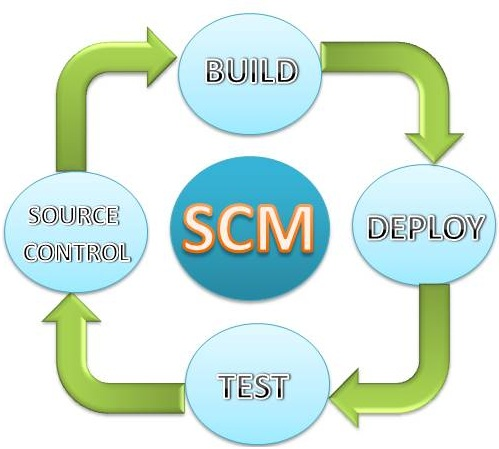 BUILD
SOURCE
CONTROL
SCM
DEPLOY
TEST